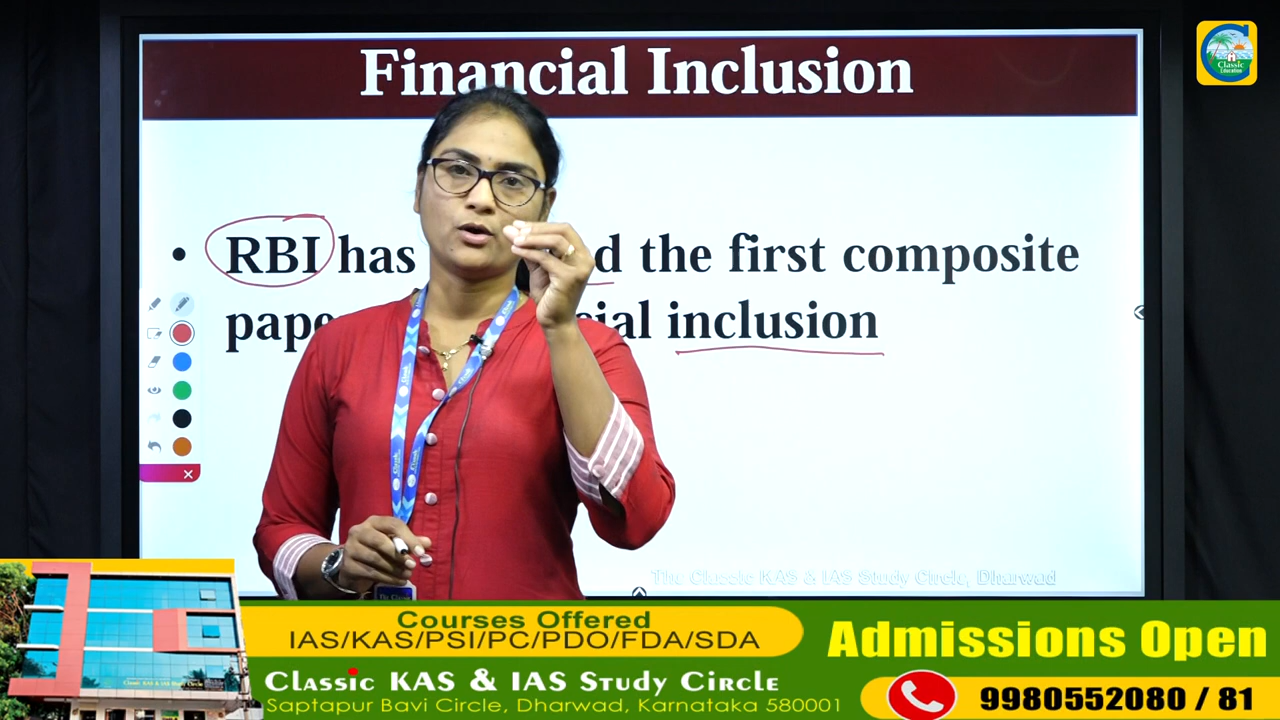 Financial Inclusion
Classic
Education
• RBI has d the first composite
pape cial inclusion
The Classic KAS & IAS Study Circle, Dharwad
Courses Offered
IAS/KAS/PSI/PC/PDO/FDA/SDA
Admissions Open
Classic KAS & IAS Study Circle
Saptapur Bavi Circle, Dharwad, Karnataka 580001
9980552080 / 81